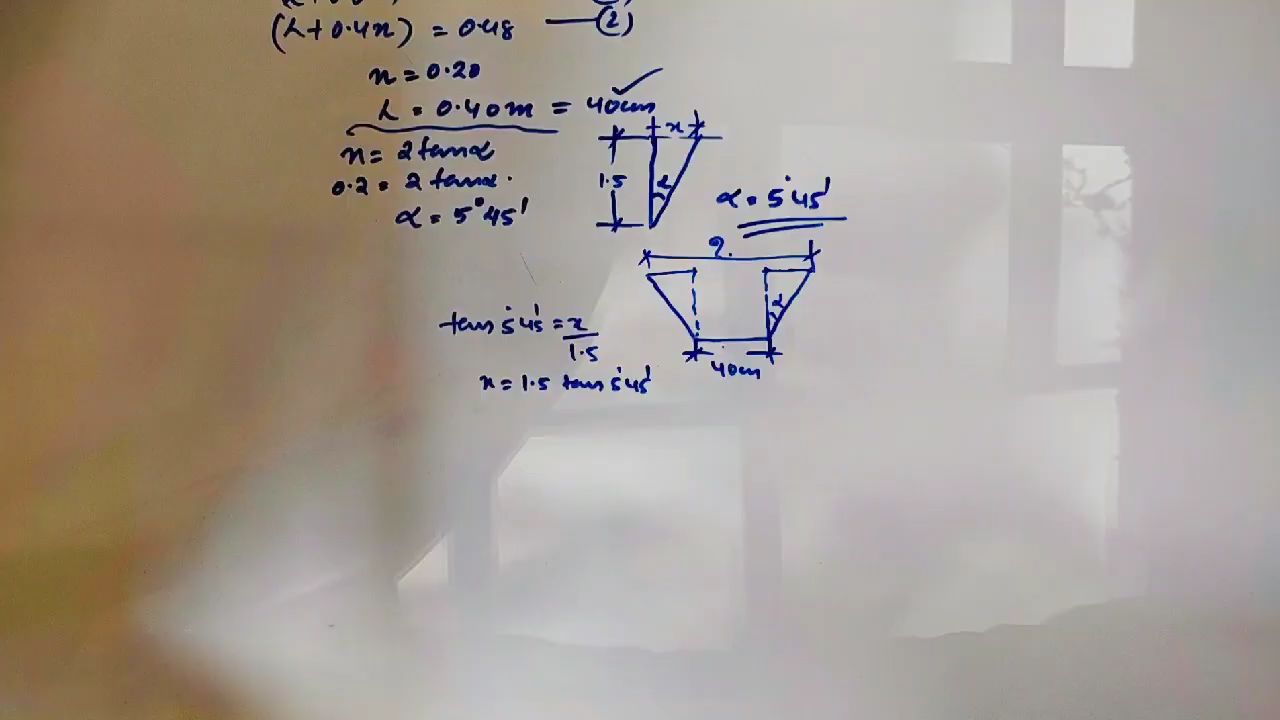 (L+0.4x) = 0.48 — (2)
x = 0.20
L = 0.40m = 40cm
x = 2 tanα
0.2 = 2 tanα.
α = 5°45'
x
1.5
α
α = 5°45'
?
α
40cm
tan 5°45' = x/1.5
x = 1.5 tan 5°45'